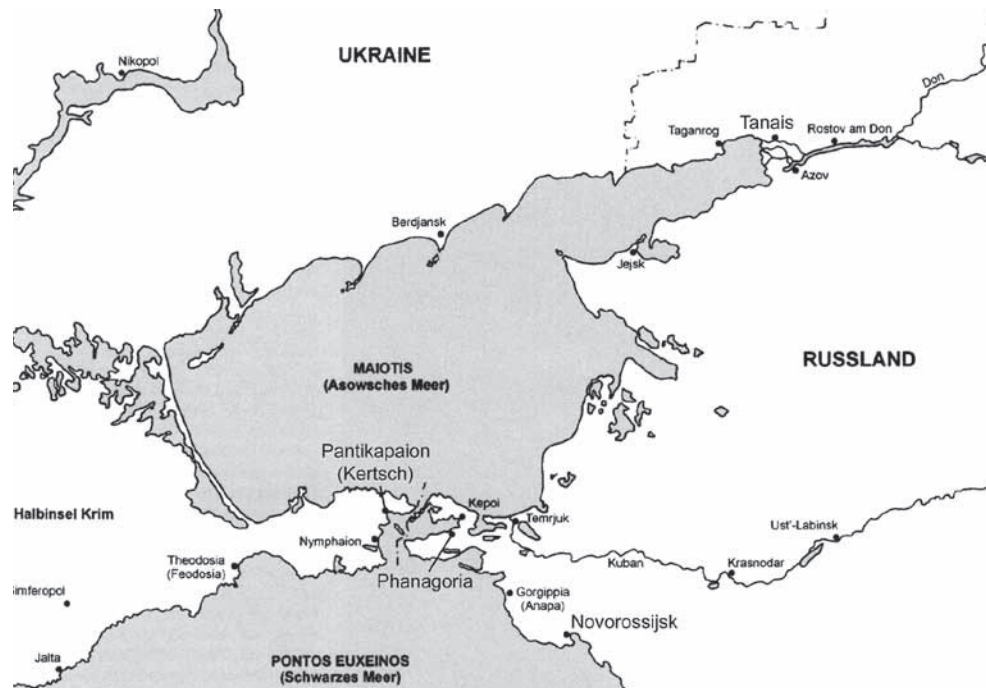 UKRAINE
Nikopol
Don
Taganrog
Tanais
Rostov am Don
Azov
Berdjansk
Jejsk
RUSSLAND
MAIOTIS
(Asowsches Meer)
Pantikapaion
(Kertsch)
Kepoi
Temrjuk
Halbinsel Krim
Nymphaion
Ust'-Labinsk
Theodosia
(Feodosia)
Kuban
Krasnodar
Phanagoria
imferopol
Gorgippia
(Anapa)
Novorossijsk
Jalta
PONTOS EUXEINOS
(Schwarzes Meer)